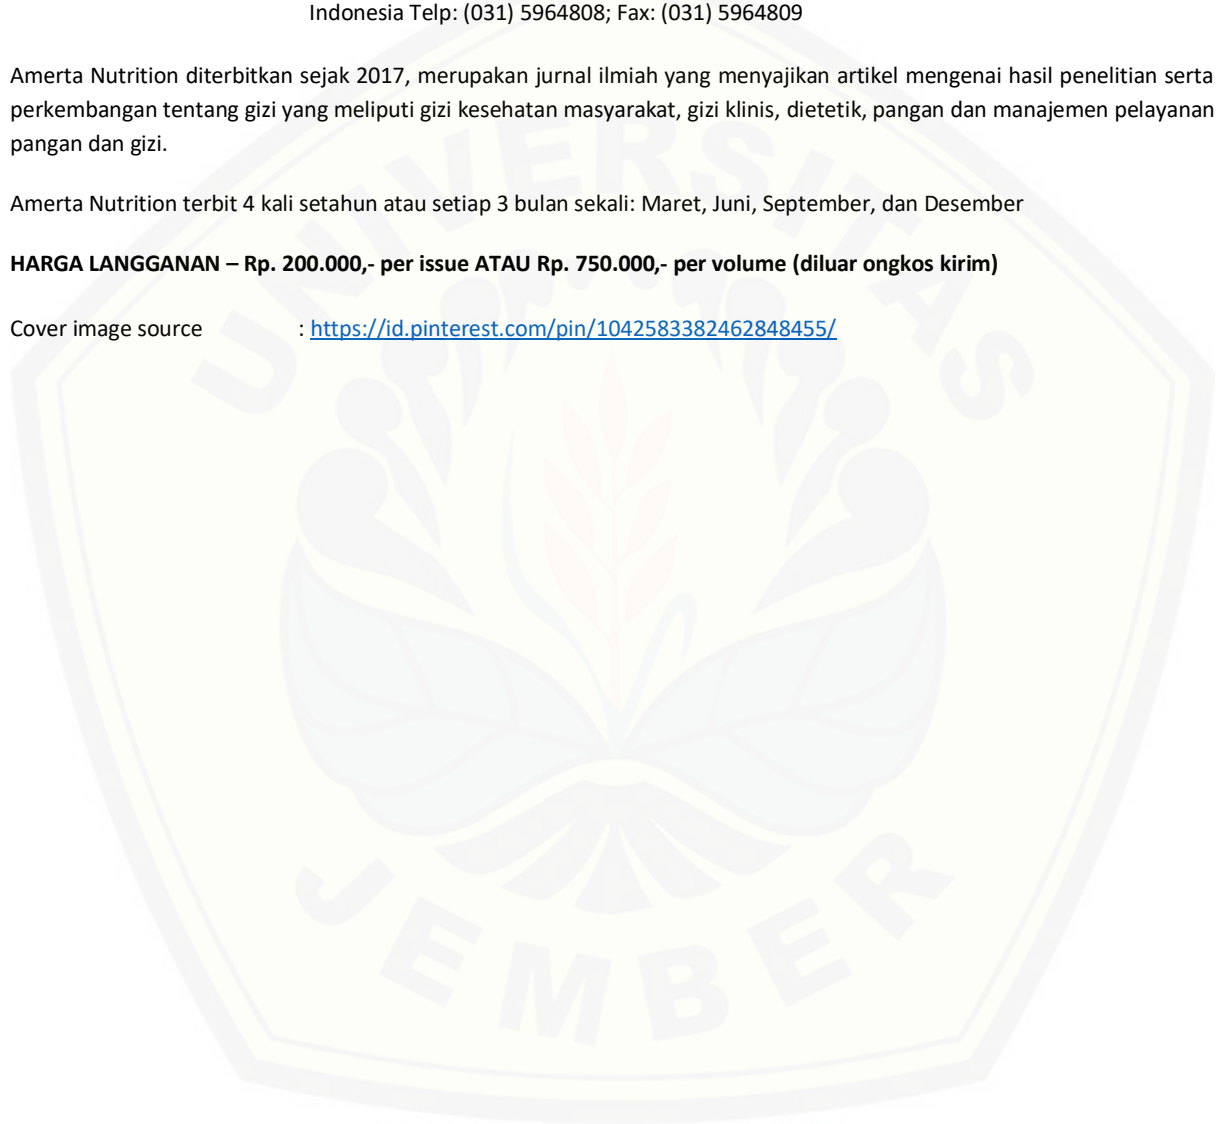 Indonesia Telp: (031) 5964808; Fax: (031) 5964809
Amerta Nutrition diterbitkan sejak 2017, merupakan jurnal ilmiah yang menyajikan artikel mengenai hasil penelitian serta
perkembangan tentang gizi yang meliputi gizi kesehatan masyarakat, gizi klinis, dietetik, pangan dan manajemen pelayanan
pangan dan gizi.
Amerta Nutrition terbit 4 kali setahun atau setiap 3 bulan sekali: Maret, Juni, September, dan Desember
HARGA LANGGANAN – Rp. 200.000,- per issue ATAU Rp. 750.000,- per volume (diluar ongkos kirim)
Cover image source : https://id.pinterest.com/pin/1042583382462848455/
UNIVERSITAS
JEMBER